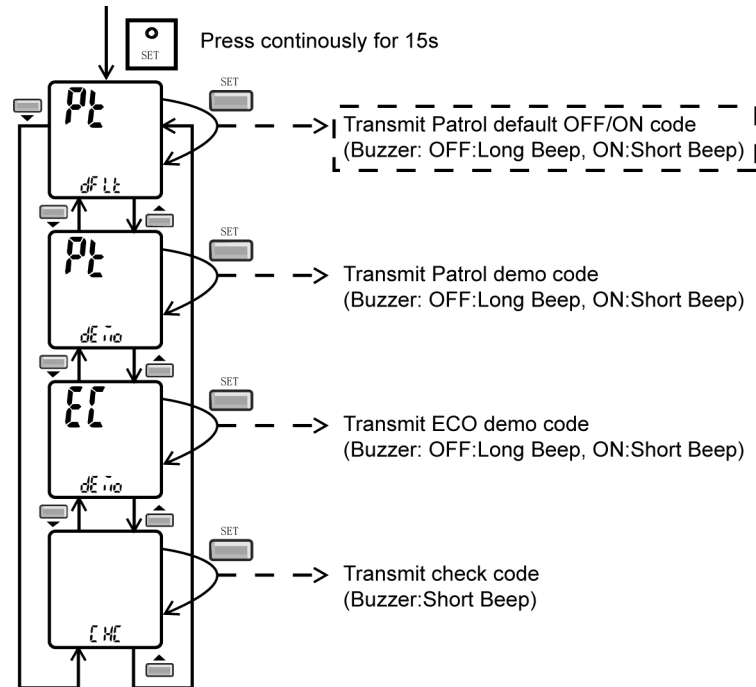 SET
Press continously for 15s
SET
Pt
dFLt
Transmit Patrol default OFF/ON code
(Buzzer: OFF:Long Beep, ON:Short Beep)
SET
Pt
dEmo
Transmit Patrol demo code
(Buzzer: OFF:Long Beep, ON:Short Beep)
SET
EC
dEmo
Transmit ECO demo code
(Buzzer: OFF:Long Beep, ON:Short Beep)
SET
CHC
Transmit check code
(Buzzer:Short Beep)